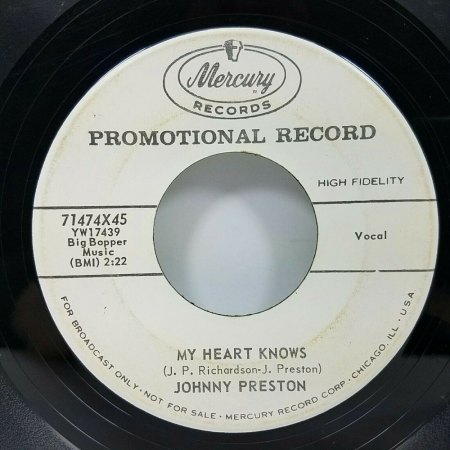 Mercury
RECORDS
PROMOTIONAL RECORD
HIGH FIDELITY
71474X45
YW17439
Big Bopper
Music
(BMI) 2:22
Vocal
MY HEART KNOWS
(J. P. Richardson-J. Preston)
JOHNNY PRESTON
FOR BROADCAST ONLY • NOT FOR SALE • MERCURY RECORD CORP. CHICAGO, ILL. • U.S.A